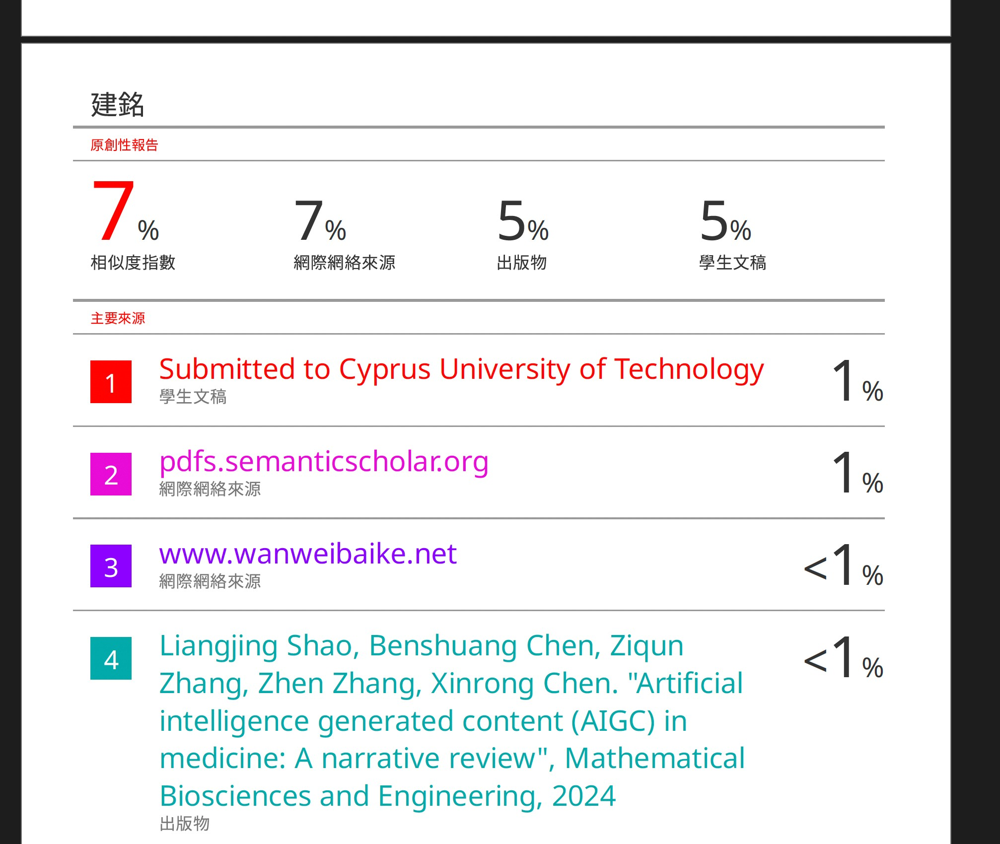 建銘
原創性報告
7%
7%
5%
5%
相似度指數
網際網絡來源
出版物
學生文稿
主要來源
1
Submitted to Cyprus University of Technology
學生文稿
1%
2
pdfs.semanticscholar.org
網際網絡來源
1%
3
www.wanweibaike.net
網際網絡來源
<1%
4
Liangjing Shao, Benshuang Chen, Ziqun
Zhang, Zhen Zhang, Xinrong Chen. "Artificial
intelligence generated content (AIGC) in
medicine: A narrative review", Mathematical
Biosciences and Engineering, 2024
出版物
<1%